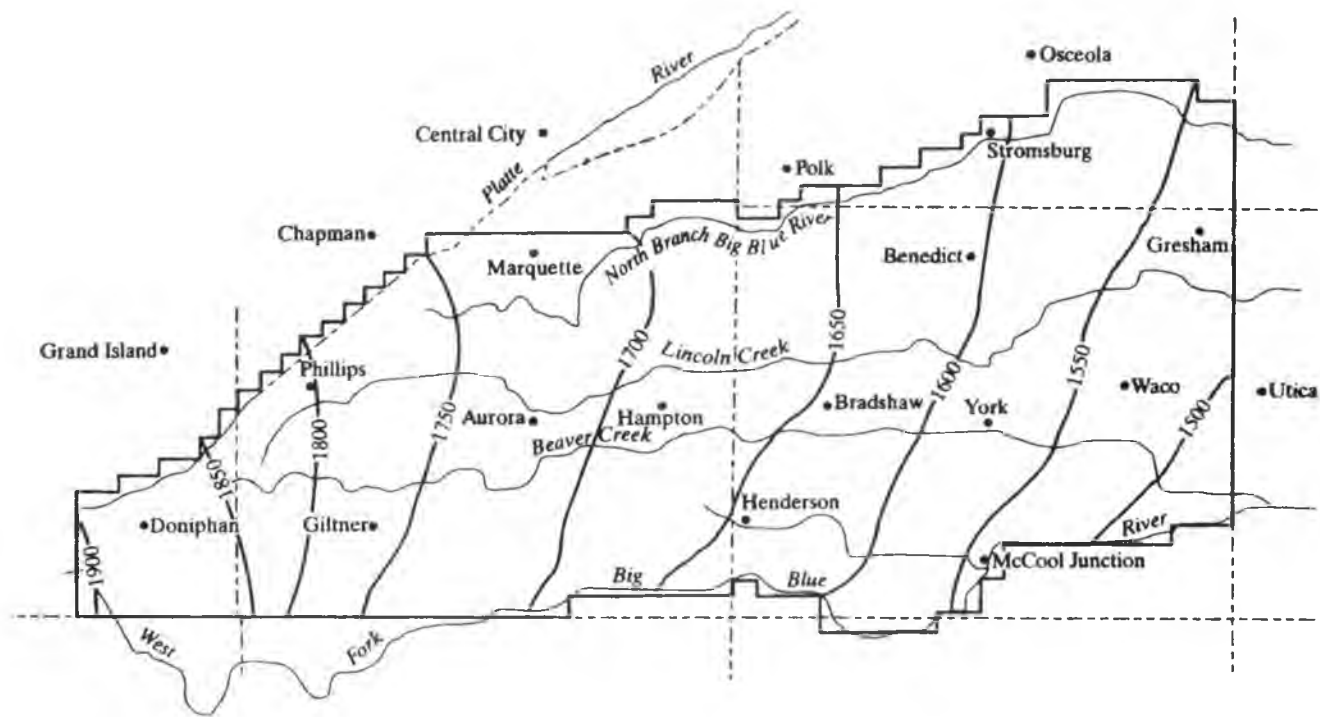 Osceola
River
Central City
Stromsburg
Polk
Platte
Chapman
North Branch Big Blue River
Gresham
Marquette
Benedict
1650
1700
1550
Grand Island
Phillips
Lincoln Creek
1600
Waco
Utica
1750
1800
Aurora
Hampton
Bradshaw
York
1500
Beaver Creek
1850
Doniphan
Giltner
Henderson
River
1900
McCool Junction
Big
Blue
West
Fork